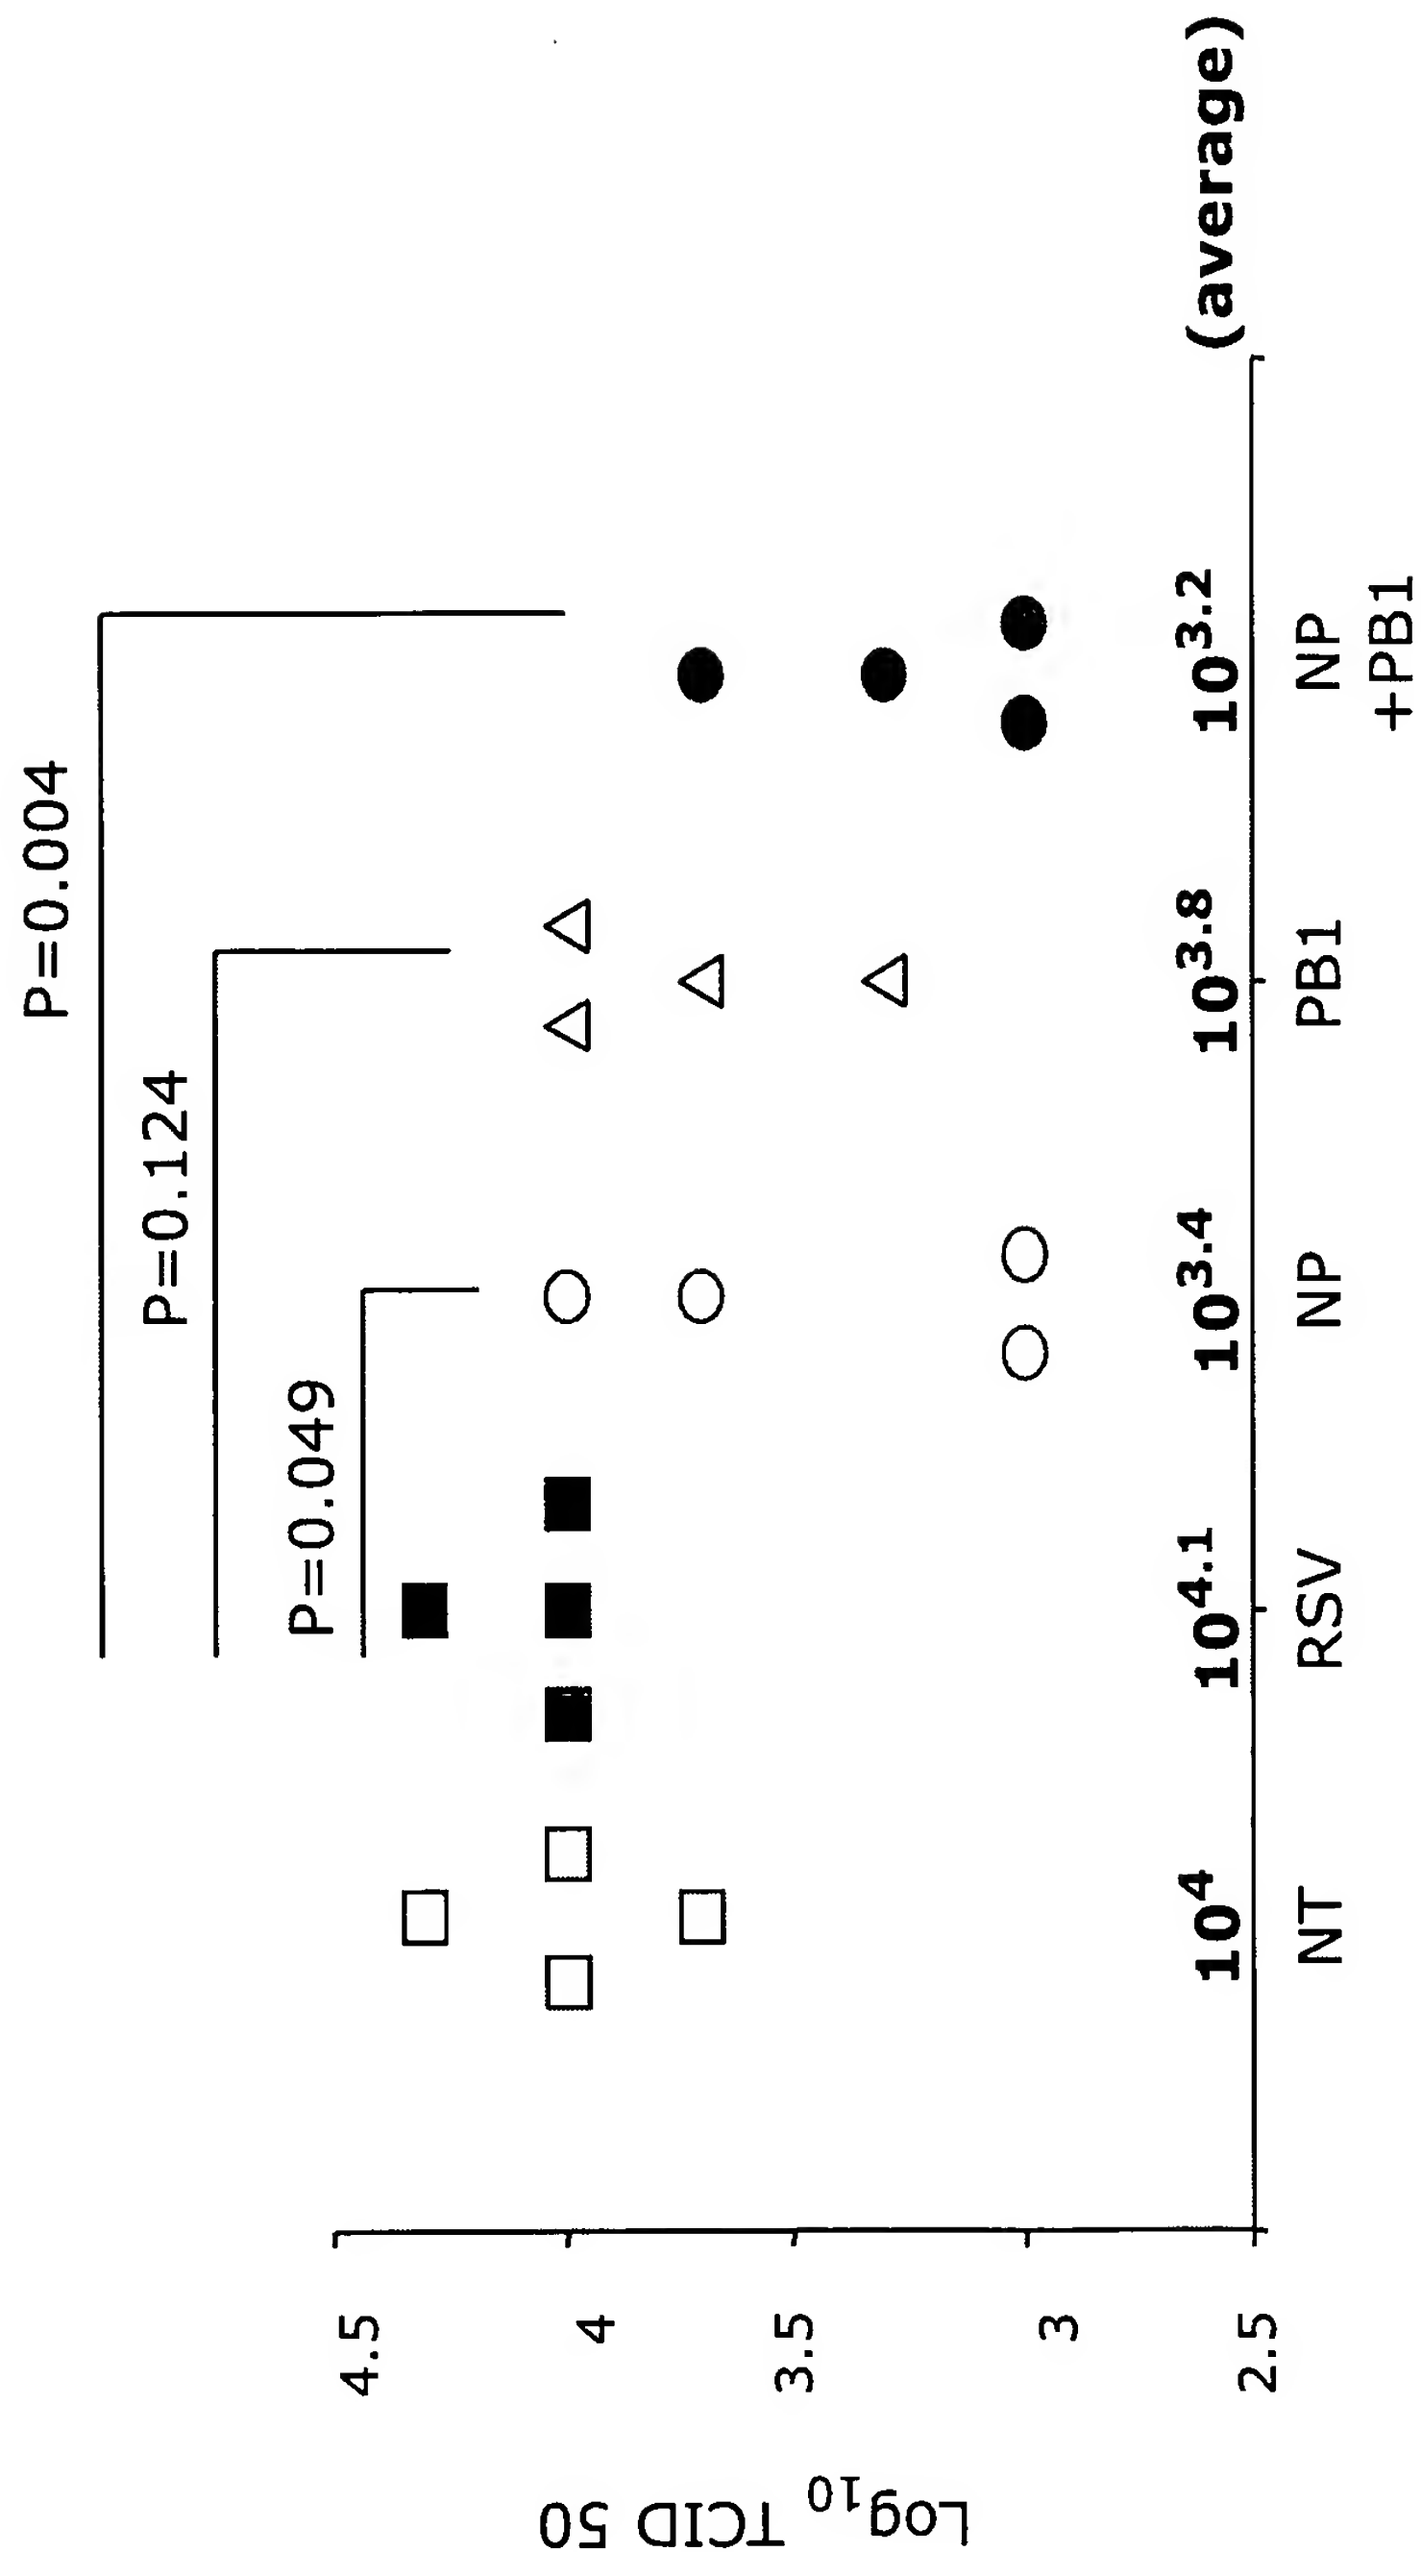 P=0.004
P=0.124
P=0.049
4.5
4
3.5
3
2.5
Log10 TCID 50
10^4 10^4.1 10^3.4 10^3.8 10^3.2 (average)
NT RSV NP PB1 NP
+PB1